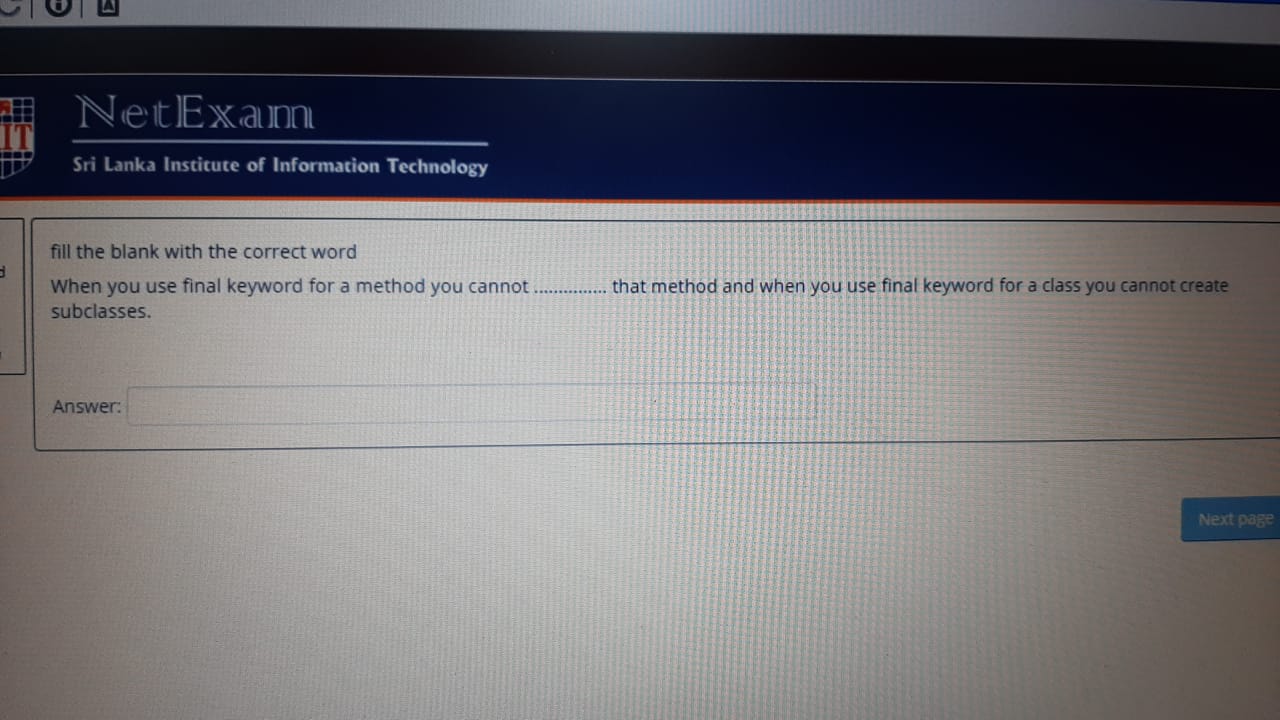 NetExam
IT
Sri Lanka Institute of Information Technology
fill the blank with the correct word
When you use final keyword for a method you cannot .............. that method and when you use final keyword for a class you cannot create
subclasses.
Answer:
Next page